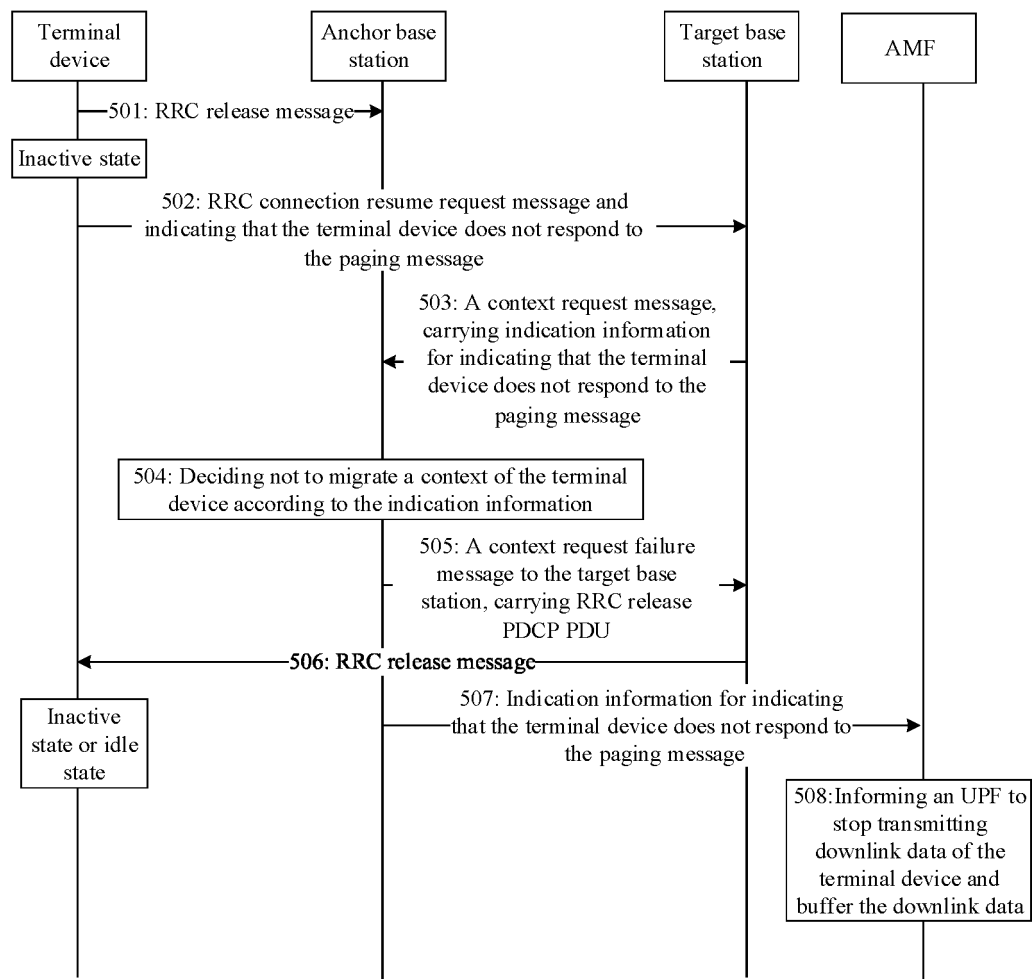 Terminal
device
Anchor base
station
Target base
station
AMF
501: RRC release message
Inactive state
502: RRC connection resume request message and
indicating that the terminal device does not respond to
the paging message
503: A context request message,
carrying indication information
for indicating that the terminal
device does not respond to the
paging message
504: Deciding not to migrate a context of the terminal
device according to the indication information
505: A context request failure
message to the target base
station, carrying RRC release
PDCP PDU
506: RRC release message
Inactive
state or idle
state
507: Indication information for indicating
that the terminal device does not respond to
the paging message
508:Informing an UPF to
stop transmitting
downlink data of the
terminal device and
buffer the downlink data